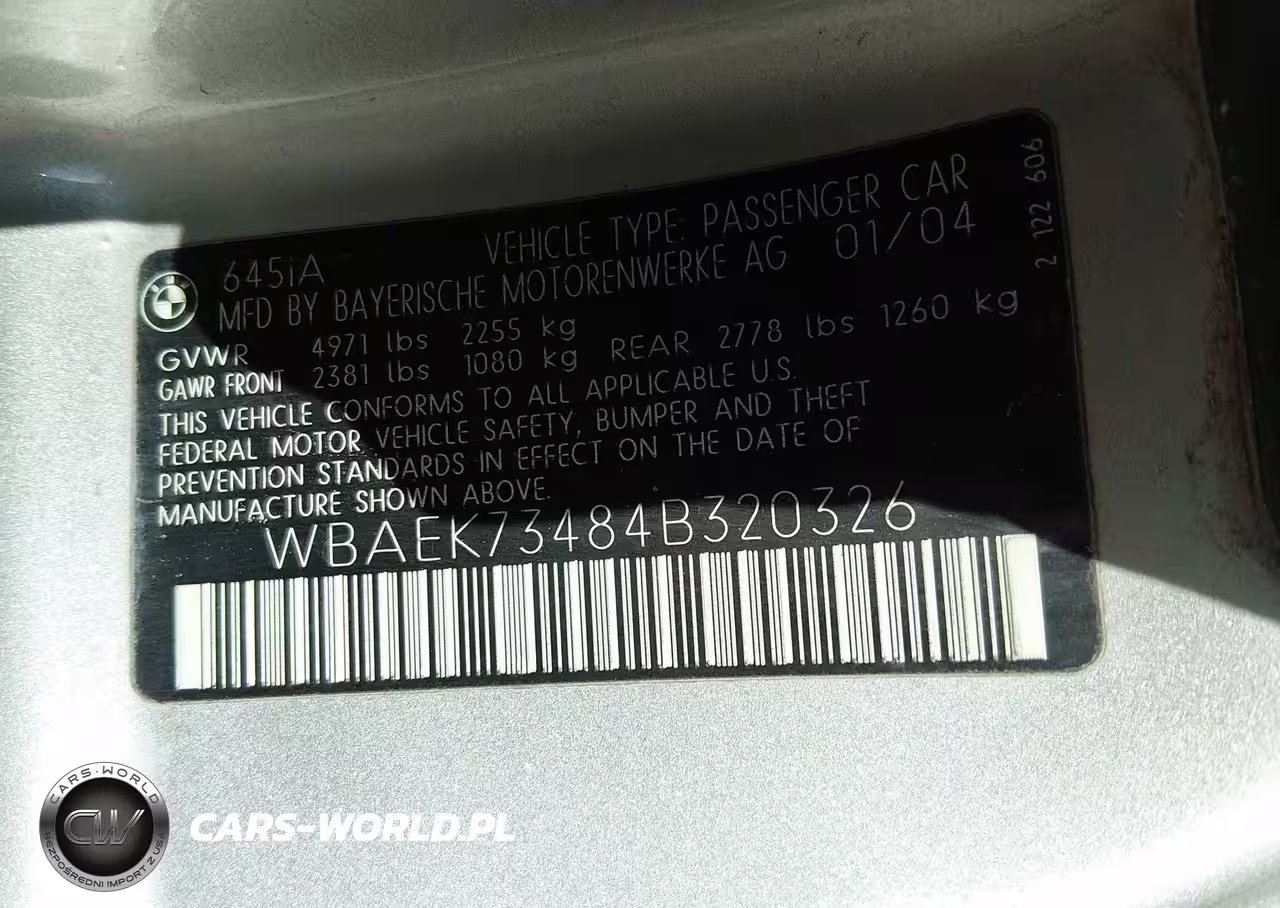 645iA VEHICLE TYPE: PASSENGER CAR
MFD BY BAYERISCHE MOTORENWERKE AG 01/04
GVWR 4971 lbs 2255 kg
GAWR FRONT 2381 lbs 1080 kg REAR 2778 lbs 1260 kg
THIS VEHICLE CONFORMS TO ALL APPLICABLE U.S.
FEDERAL MOTOR VEHICLE SAFETY, BUMPER AND THEFT
PREVENTION STANDARDS IN EFFECT ON THE DATE OF
MANUFACTURE SHOWN ABOVE.
WBAEK73484B320326
2 122 606
CARS-WORLD
CW
BEZPOŚREDNI IMPORT Z USA
CARS-WORLD.PL